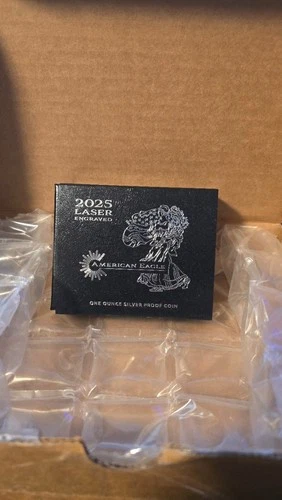 2025
LASER
ENGRAVED
AMERICAN EAGLE
ONE OUNCE SILVER PROOF COIN